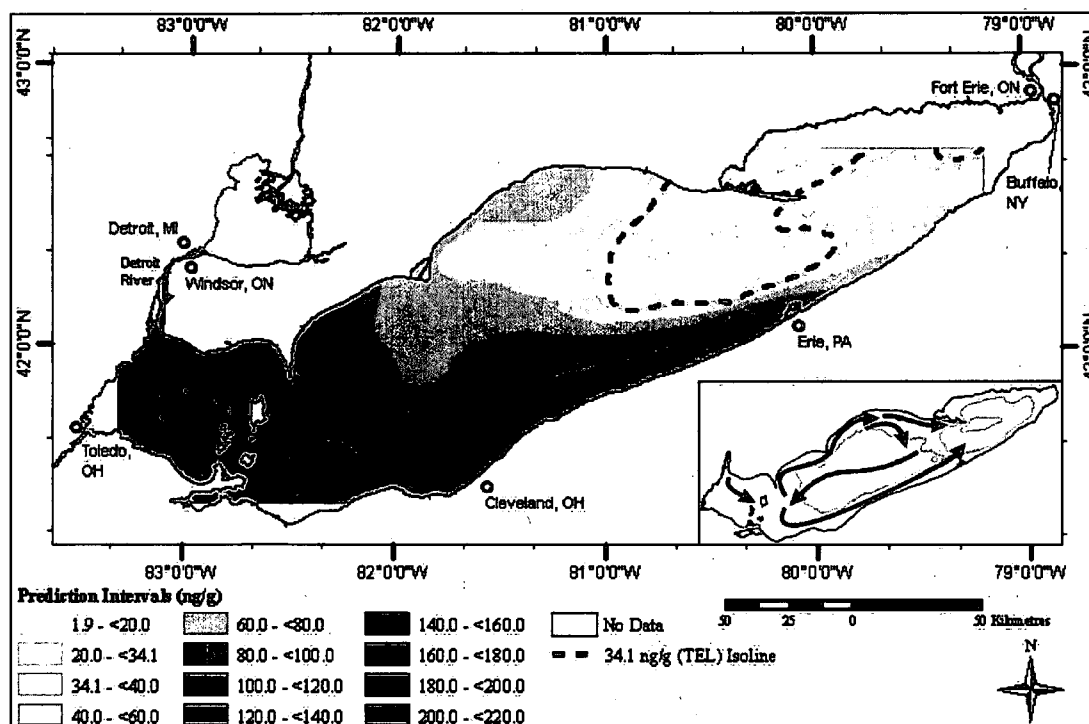 83°0'0"W 82°0'0"W 81°0'0"W 80°0'0"W 79°0'0"W
43°0'0"N
43°0'0"N
Fort Erie, ON
Buffalo,
NY
Detroit, MI
Detroit
River
Windsor, ON
42°0'0"N
42°0'0"N
Erie, PA
Toledo,
OH
Cleveland, OH
83°0'0"W 82°0'0"W 81°0'0"W 80°0'0"W 79°0'0"W
Prediction Intervals (ng/g)
1.9 - <20.0
20.0 - <34.1
34.1 - <40.0
40.0 - <60.0
60.0 - <80.0
80.0 - <100.0
100.0 - <120.0
120.0 - <140.0
140.0 - <160.0
160.0 - <180.0
180.0 - <200.0
200.0 - <220.0
No Data
34.1 ng/g (TEL) Isoline
50 25 0 50 Kilometres
N